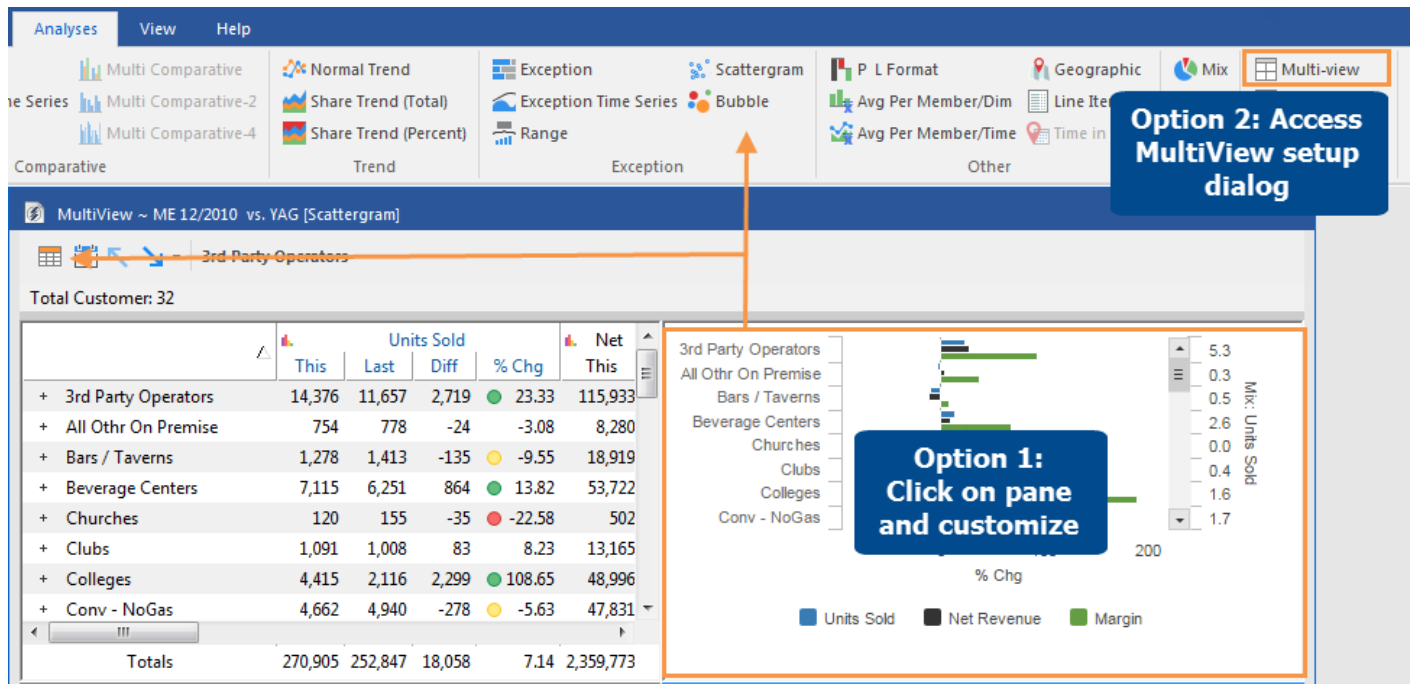 Analyses View Help
Multi Comparative Normal Trend Exception Scattergram P L Format Geographic Mix Multi-view
Series Multi Comparative-2 Share Trend (Total) Exception Time Series Bubble Avg Per Member/Dim Line
Multi Comparative-4 Share Trend (Percent) Range Avg Per Member/Time Time in
Comparative Trend Exception Other
Option 2: Access
MultiView setup
dialog
MultiView ~ ME 12/2010 vs. YAG [Scattergram]
3rd Party Operators
Total Customer: 32
Units Sold Net
This Last Diff % Chg This
+ 3rd Party Operators 14,376 11,657 2,719 23.33 115,933
+ All Othr On Premise 754 778 -24 -3.08 8,280
+ Bars / Taverns 1,278 1,413 -135 -9.55 18,919
+ Beverage Centers 7,115 6,251 864 13.82 53,722
+ Churches 120 155 -35 -22.58 502
+ Clubs 1,091 1,008 83 8.23 13,165
+ Colleges 4,415 2,116 2,299 108.65 48,996
+ Conv - NoGas 4,662 4,940 -278 -5.63 47,831
Totals 270,905 252,847 18,058 7.14 2,359,773
3rd Party Operators 5.3
All Othr On Premise 0.3
Bars / Taverns 0.5
Beverage Centers 2.6
Churches 0.0
Clubs 0.4
Colleges 1.6
Conv - NoGas 1.7
Mix: Units Sold
Option 1:
Click on pane
and customize
200
% Chg
Units Sold Net Revenue Margin